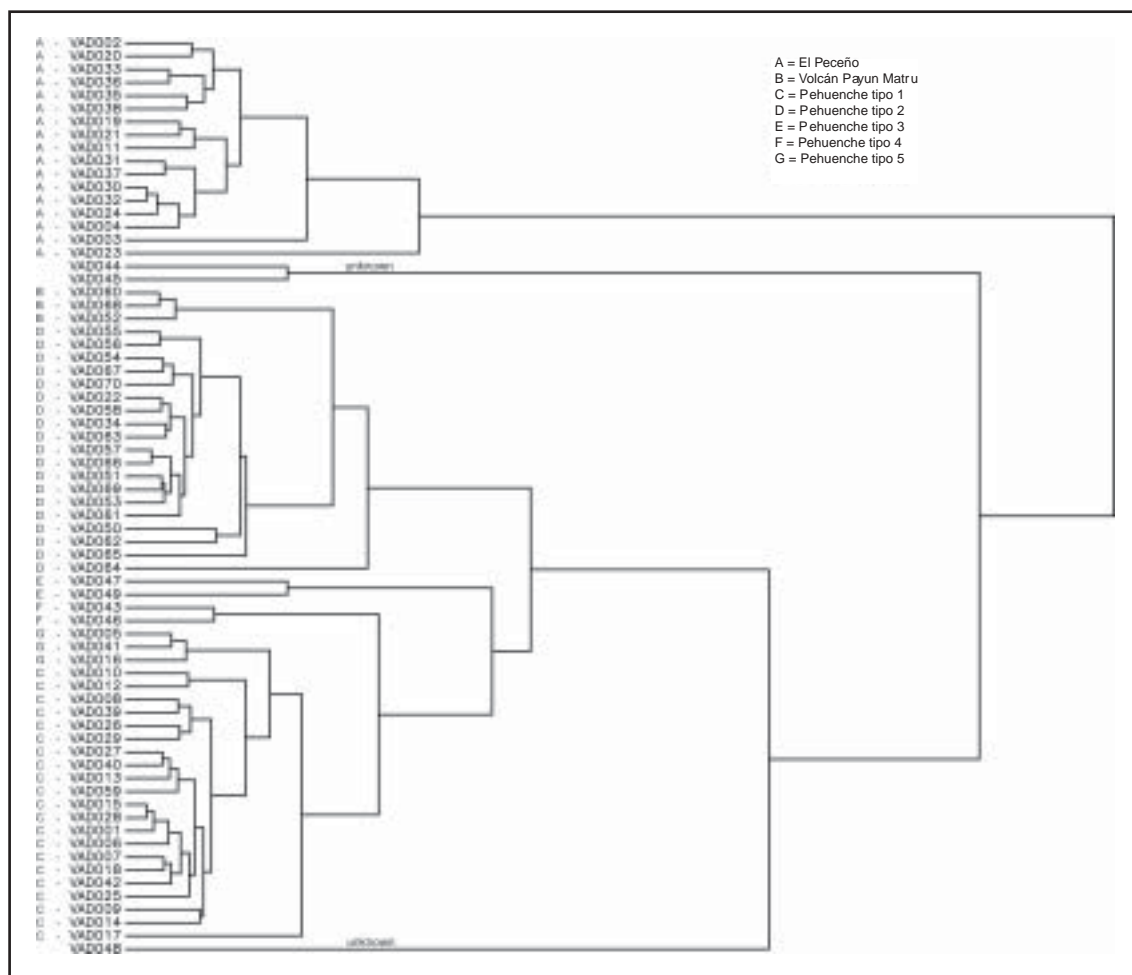 A - VAD002
A - VAD020
A - VAD033
A - VAD036
A - VAD035
A - VAD038
A - VAD019
A - VAD021
A - VAD011
A - VAD031
A - VAD037
A - VAD030
A - VAD032
A - VAD024
A - VAD004
A - VAD003
A - VAD023
VAD044
unknown
VAD045
B - VAD060
B - VAD068
B - VAD052
D - VAD055
D - VAD056
D - VAD054
D - VAD067
D - VAD070
D - VAD022
D - VAD058
D - VAD034
D - VAD063
D - VAD057
D - VAD066
D - VAD051
D - VAD069
D - VAD053
D - VAD061
D - VAD050
D - VAD062
D - VAD065
D - VAD064
E - VAD047
E - VAD049
F - VAD043
F - VAD046
G - VAD005
G - VAD041
G - VAD016
C - VAD010
C - VAD012
C - VAD008
C - VAD039
C - VAD026
C - VAD029
C - VAD027
C - VAD040
C - VAD013
C - VAD059
C - VAD015
C - VAD028
C - VAD001
C - VAD006
C - VAD007
C - VAD018
C - VAD042
C - VAD025
C - VAD009
C - VAD014
C - VAD017
unknown
VAD048
A = El Peceño
B = Volcán Payun Matru
C = Pehuenche tipo 1
D = Pehuenche tipo 2
E = Pehuenche tipo 3
F = Pehuenche tipo 4
G = Pehuenche tipo 5